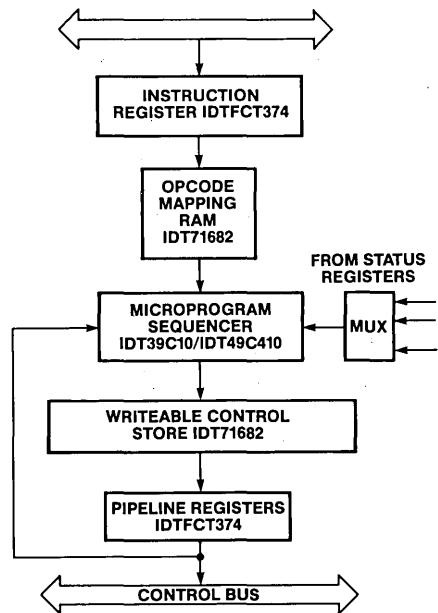 INSTRUCTION
REGISTER IDTFCT374
OPCODE
MAPPING
RAM
IDT71682
FROM STATUS
REGISTERS
MICROPROGRAM
SEQUENCER
IDT39C10/IDT49C410
MUX
WRITEABLE CONTROL
STORE IDT71682
PIPELINE REGISTERS
IDTFCT374
CONTROL BUS